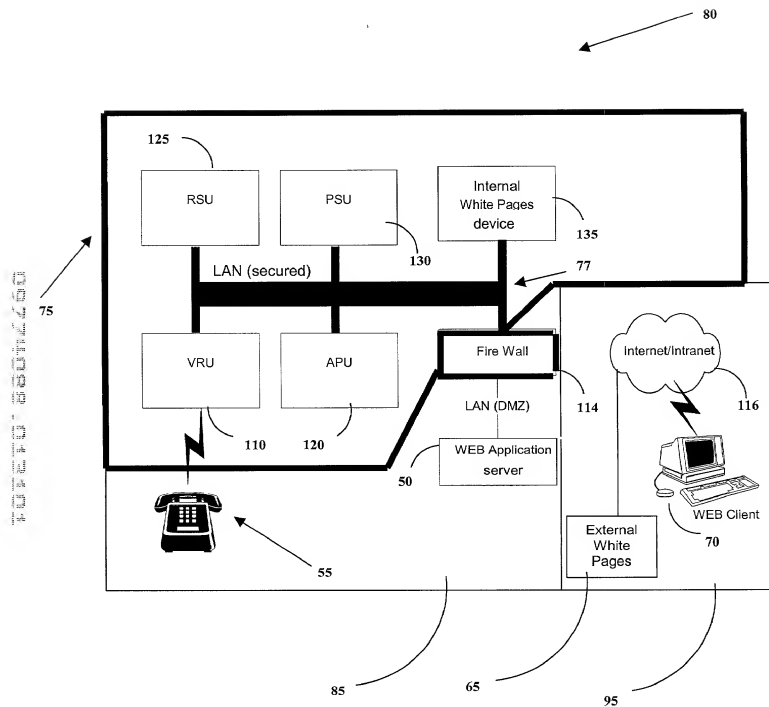 80
125
RSU
PSU
Internal
White Pages
device
130
135
LAN (secured)
77
75
VRU
APU
Fire Wall
Internet/Intranet
110
120
114
116
LAN (DMZ)
50
WEB Application
server
WEB Client
70
External
White
Pages
55
85
65
95